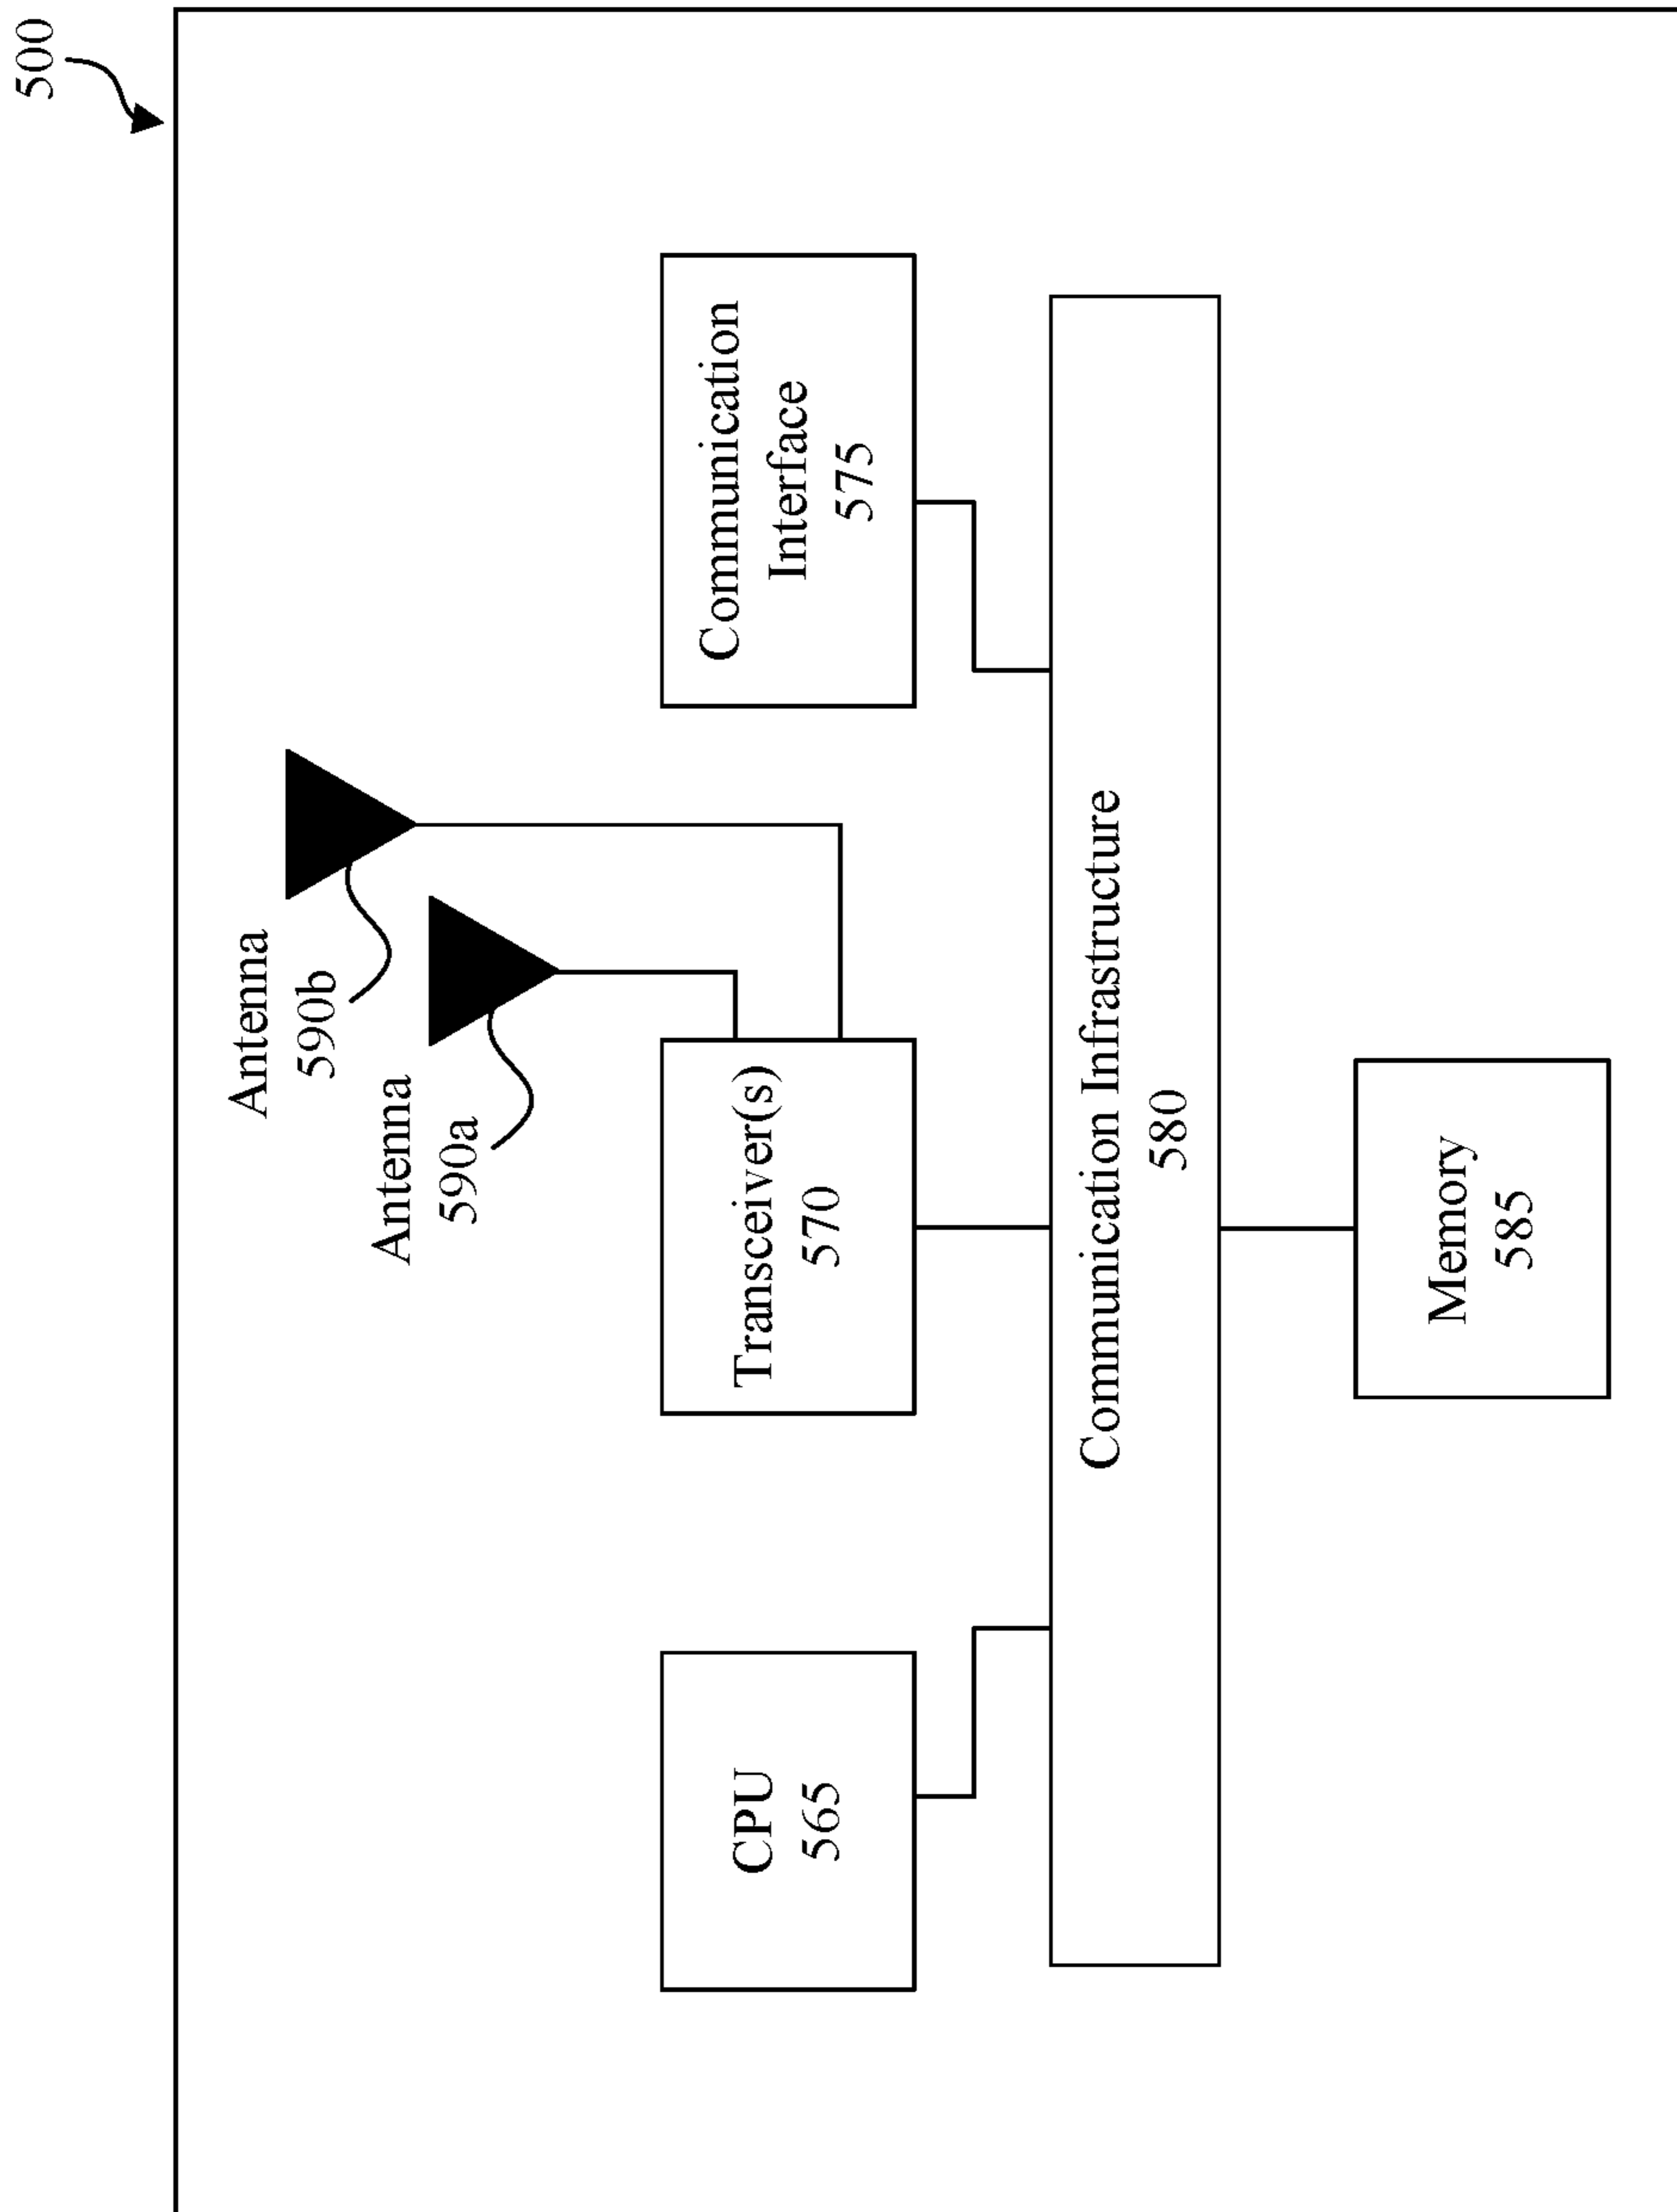 500
Antenna
590b
Antenna
590a
CPU
565
Transceiver(s)
570
Communication
Interface
575
Communication Infrastructure
580
Memory
585